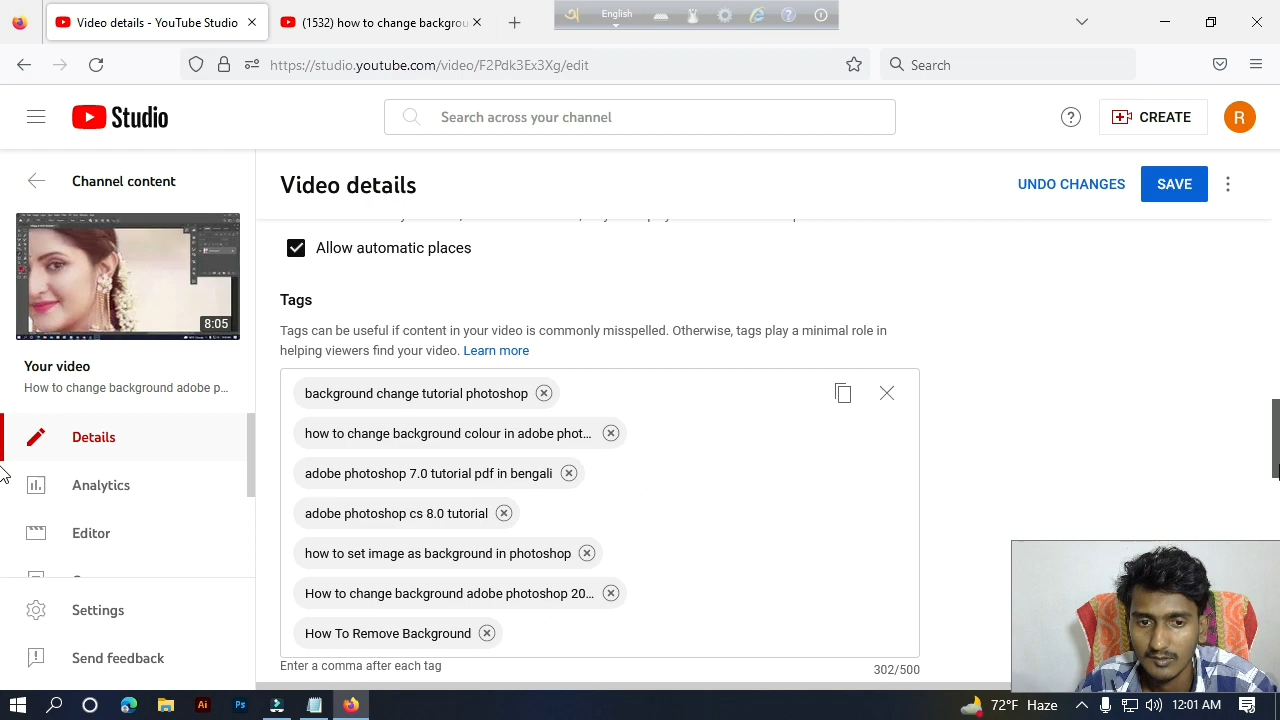 Video details - YouTube Studio
(1532) how to change backgrou
English
https://studio.youtube.com/video/F2Pdk3Ex3Xg/edit
Search
Studio
Search across your channel
CREATE
R
Channel content
Video details
UNDO CHANGES
SAVE
8:05
Your video
How to change background adobe p...
Details
Analytics
Editor
Settings
Send feedback
Allow automatic places
Tags
Tags can be useful if content in your video is commonly misspelled. Otherwise, tags play a minimal role in
helping viewers find your video. Learn more
background change tutorial photoshop
how to change background colour in adobe phot...
adobe photoshop 7.0 tutorial pdf in bengali
adobe photoshop cs 8.0 tutorial
how to set image as background in photoshop
How to change background adobe photoshop 20...
How To Remove Background
Enter a comma after each tag
302/500
Ai
Ps
72°F Haze
12:01 AM